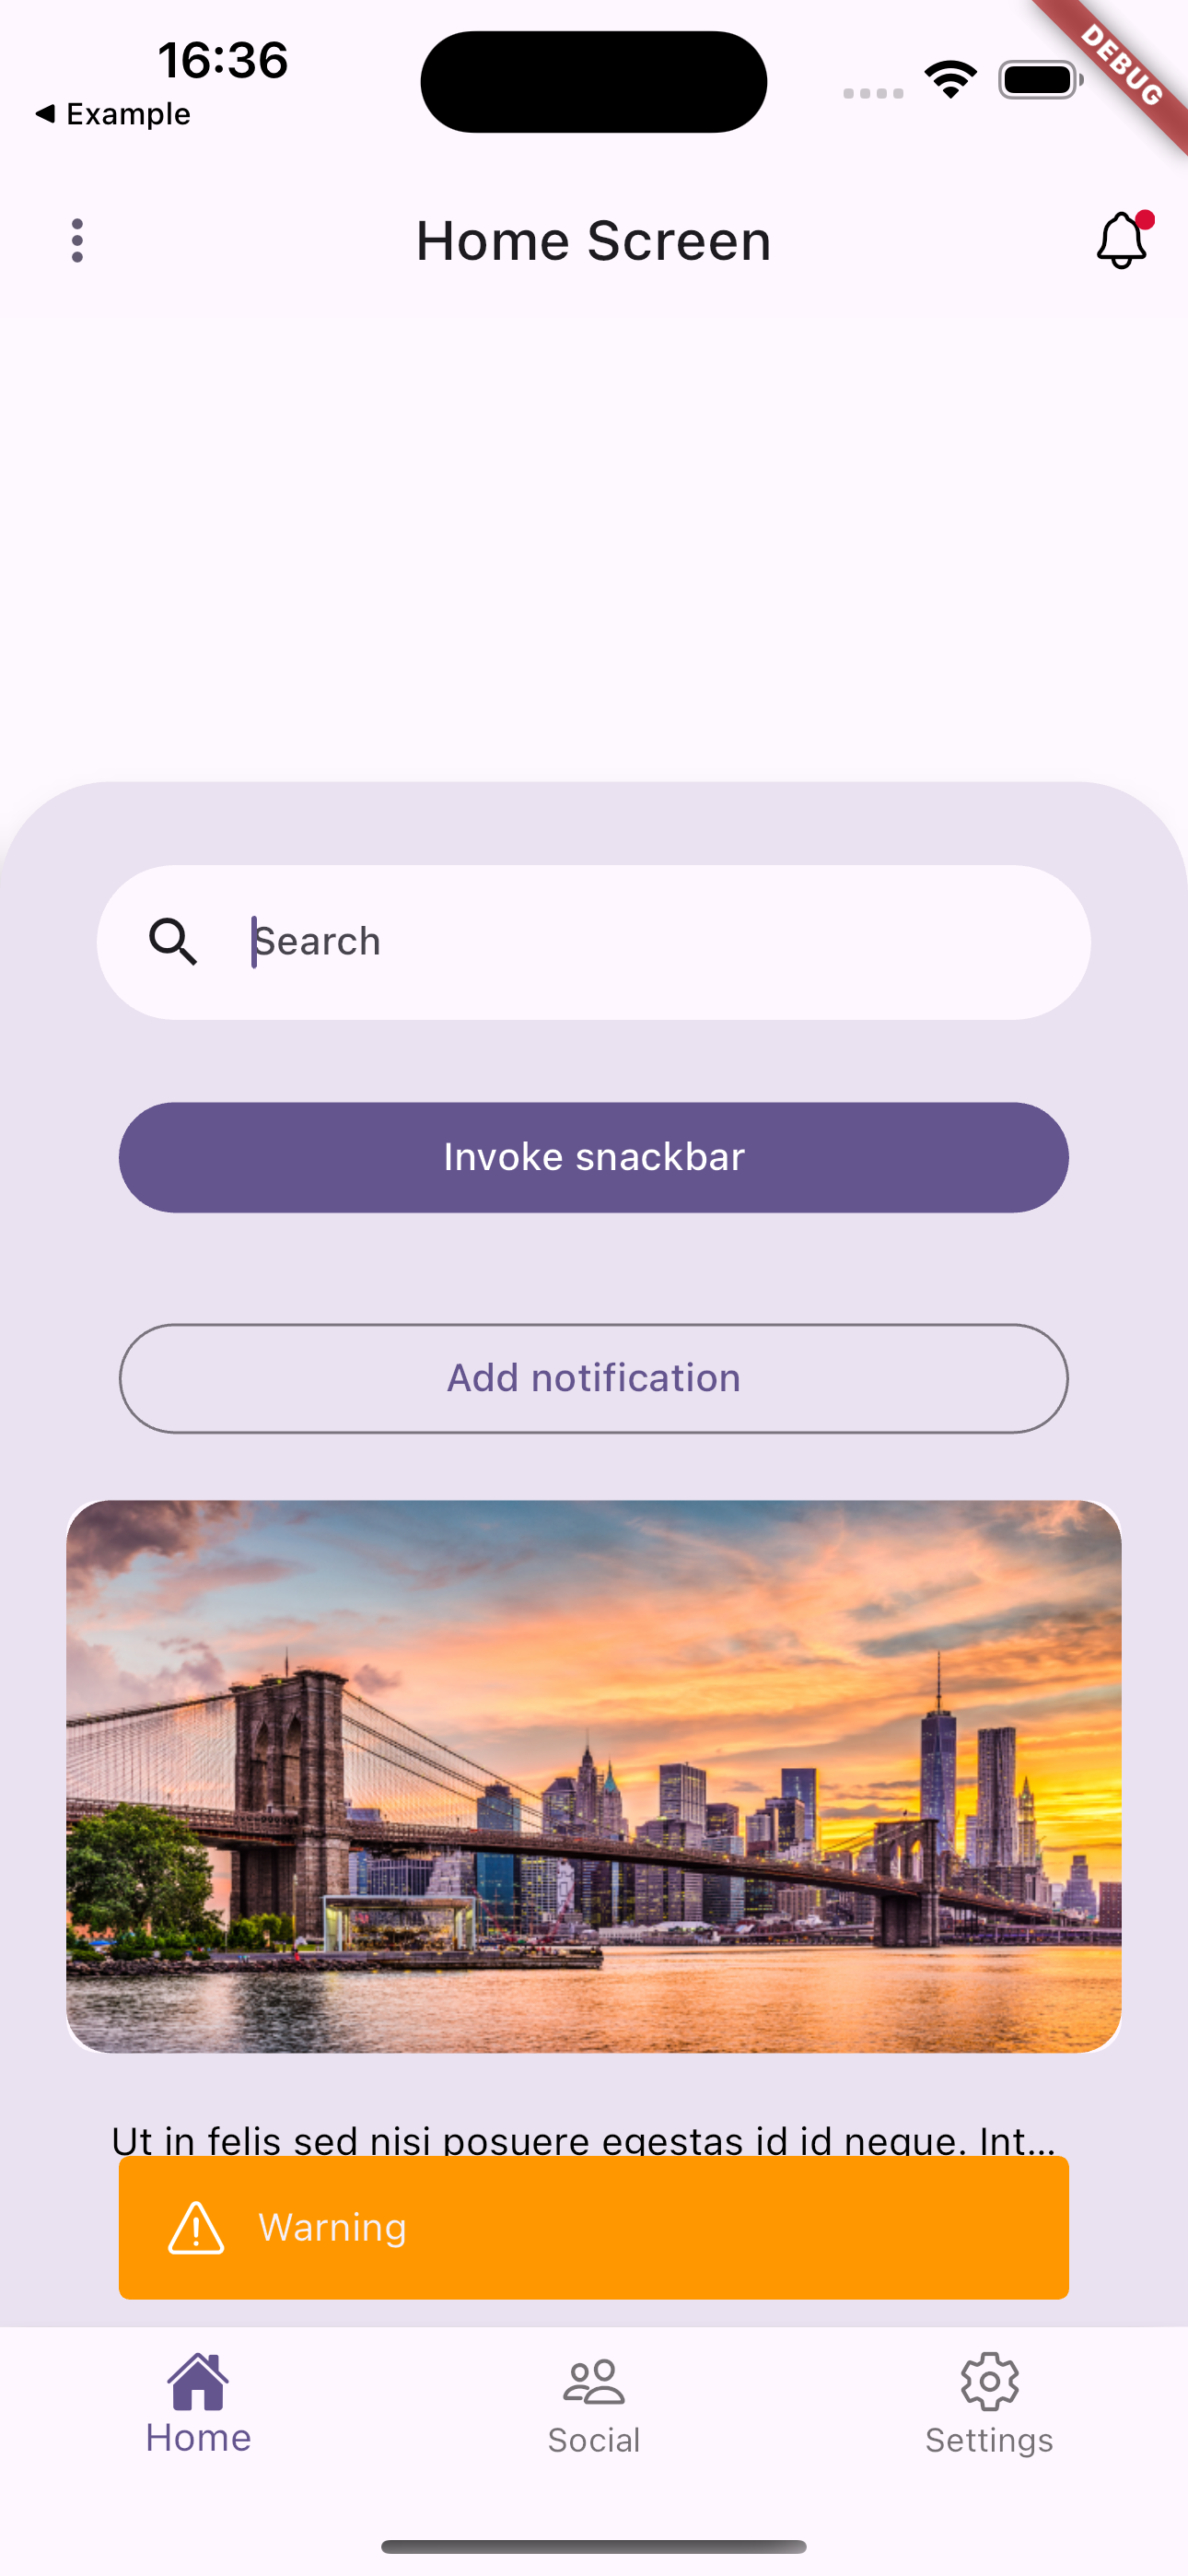 16:36
Example
DEBUG
Home Screen
Search
Invoke snackbar
Add notification
Ut in felis sed nisi posuere egestas id id neque. Int...
Warning
Home
Social
Settings